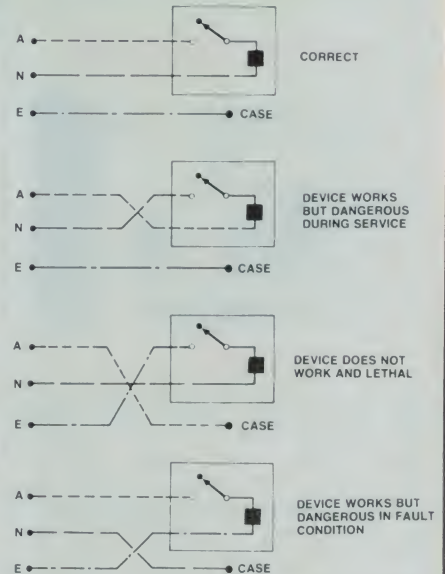 A
CORRECT
N
E
CASE
A
DEVICE WORKS
BUT DANGEROUS
DURING SERVICE
N
E
CASE
A
DEVICE DOES NOT
WORK AND LETHAL
N
E
CASE
A
DEVICE WORKS BUT
DANGEROUS IN FAULT
CONDITION
N
E
CASE